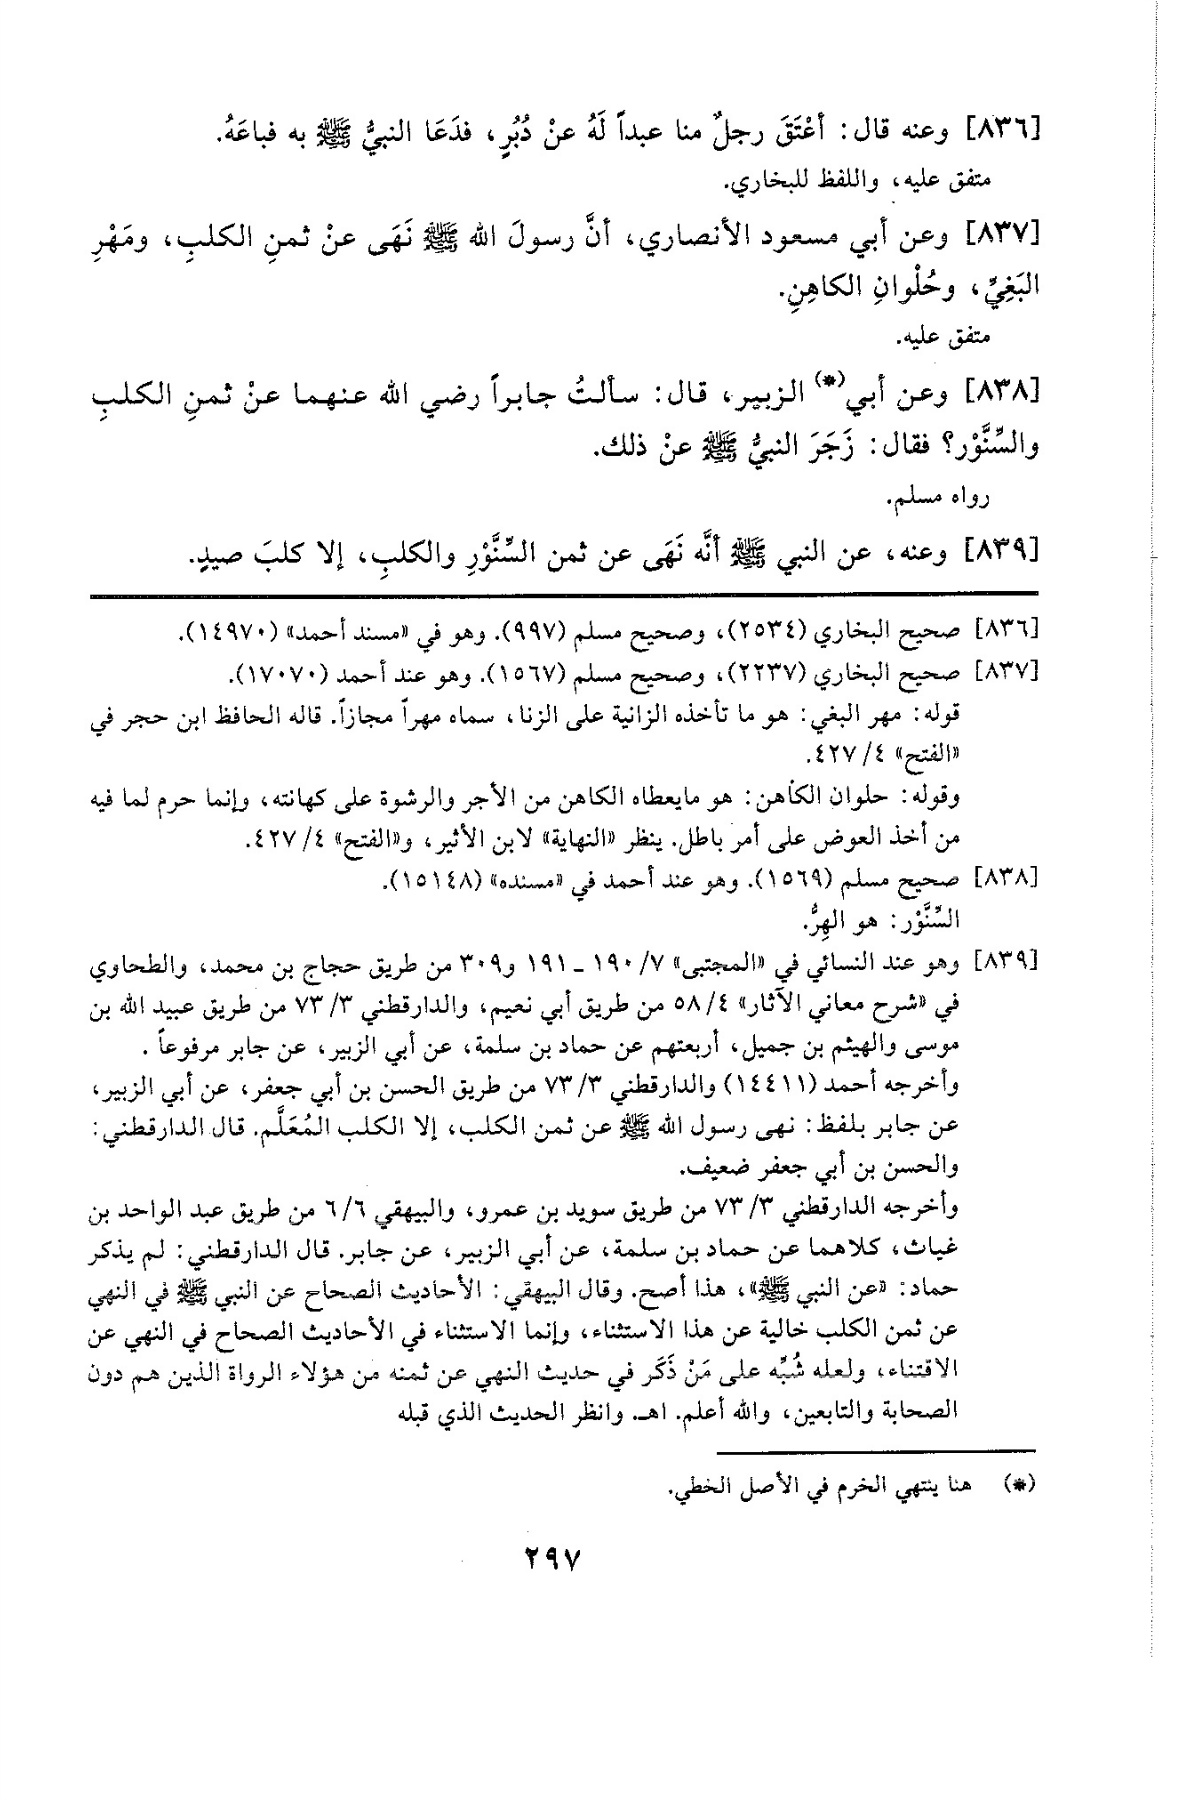 [٨٣٦] وعنه قال: أعْتَقَ رجلٌ منا عبداً لَهُ عنْ دُبُرٍ، فدَعَا النبيُّ ﷺ به فباعَهُ.
متفق عليه، واللفظ للبخاري.
[٨٣٧] وعن أبي مسعود الأنصاري، أنَّ رسولَ الله ﷺ نَهَى عنْ ثمنِ الكلبِ، ومَهْرِ
البَغِيِّ، وحُلْوانِ الكاهِنِ.
متفق عليه.
[٨٣٨] وعن أبي(*) الزبير، قال: سألتُ جابراً رضي الله عنهما عنْ ثمنِ الكلبِ
والسِّنَّوْر؟ فقال: زَجَرَ النبيُّ ﷺ عنْ ذلك.
رواه مسلم.
[٨٣٩] وعنه، عن النبي ﷺ أنَّه نَهَى عن ثمن السِّنَّوْرِ والكلبِ، إلا كلبَ صيدٍ.
[٨٣٦] صحيح البخاري (٢٥٣٤)، وصحيح مسلم (٩٩٧). وهو في «مسند أحمد» (١٤٩٧٠).
[٨٣٧] صحيح البخاري (٢٢٣٧)، وصحيح مسلم (١٥٦٧). وهو عند أحمد (١٧٠٧٠).
قوله: مهر البغي: هو ما تأخذه الزانية على الزنا، سماه مهراً مجازاً. قاله الحافظ ابن حجر في
«الفتح» ٤/ ٤٢٧.
وقوله: حلوان الكاهن: هو مايعطاه الكاهن من الأجر والرشوة على كهانته، وإنما حرم لما فيه
من أخذ العوض على أمر باطل. ينظر «النهاية» لابن الأثير، و«الفتح» ٤/ ٤٢٧.
[٨٣٨] صحيح مسلم (١٥٦٩). وهو عند أحمد في «مسنده» (١٥١٤٨).
السِّنَّوْر: هو الهِرُّ.
[٨٣٩] وهو عند النسائي في «المجتبى» ٧/ ١٩٠ ـ ١٩١ و٣٠٩ من طريق حجاج بن محمد، والطحاوي
في «شرح معاني الآثار» ٤/ ٥٨ من طريق أبي نعيم، والدارقطني ٣/ ٧٣ من طريق عبيد الله بن
موسى والهيثم بن جميل، أربعتهم عن حماد بن سلمة، عن أبي الزبير، عن جابر مرفوعاً .
وأخرجه أحمد (١٤٤١١) والدارقطني ٣/ ٧٣ من طريق الحسن بن أبي جعفر، عن أبي الزبير،
عن جابر بلفظ: نهى رسول الله ﷺ عن ثمن الكلب، إلا الكلب المُعَلَّم. قال الدارقطني:
والحسن بن أبي جعفر ضعيف.
وأخرجه الدارقطني ٣/ ٧٣ من طريق سويد بن عمرو، والبيهقي ٦/ ٦ من طريق عبد الواحد بن
غياث، كلاهما عن حماد بن سلمة، عن أبي الزبير، عن جابر. قال الدارقطني: لم يذكر
حماد: «عن النبي ﷺ»، هذا أصح. وقال البيهقي: الأحاديث الصحاح عن النبي ﷺ في النهي
عن ثمن الكلب خالية عن هذا الاستثناء، وإنما الاستثناء في الأحاديث الصحاح في النهي عن
الاقتناء، ولعله شُبِّه على مَنْ ذَكَر في حديث النهي عن ثمنه من هؤلاء الرواة الذين هم دون
الصحابة والتابعين، والله أعلم. اهـ. وانظر الحديث الذي قبله
(*) هنا ينتهي الخرم في الأصل الخطي.
٢٩٧